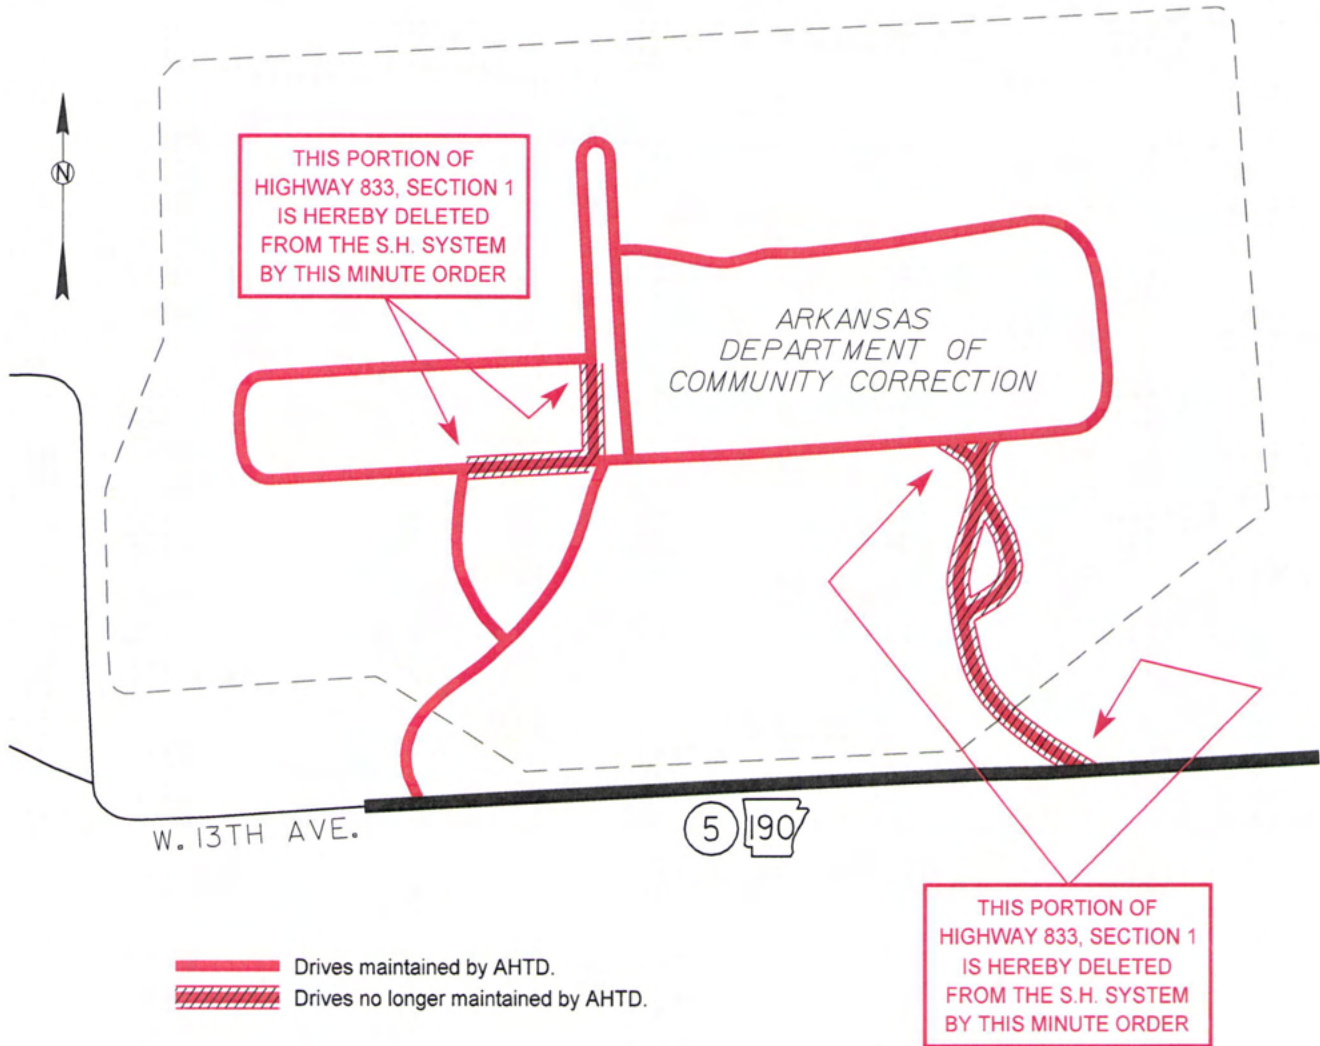 N
THIS PORTION OF
HIGHWAY 833, SECTION 1
IS HEREBY DELETED
FROM THE S.H. SYSTEM
BY THIS MINUTE ORDER
ARKANSAS
DEPARTMENT OF
COMMUNITY CORRECTION
W. 13TH AVE.
5 190
THIS PORTION OF
HIGHWAY 833, SECTION 1
IS HEREBY DELETED
FROM THE S.H. SYSTEM
BY THIS MINUTE ORDER
Drives maintained by AHTD.
Drives no longer maintained by AHTD.